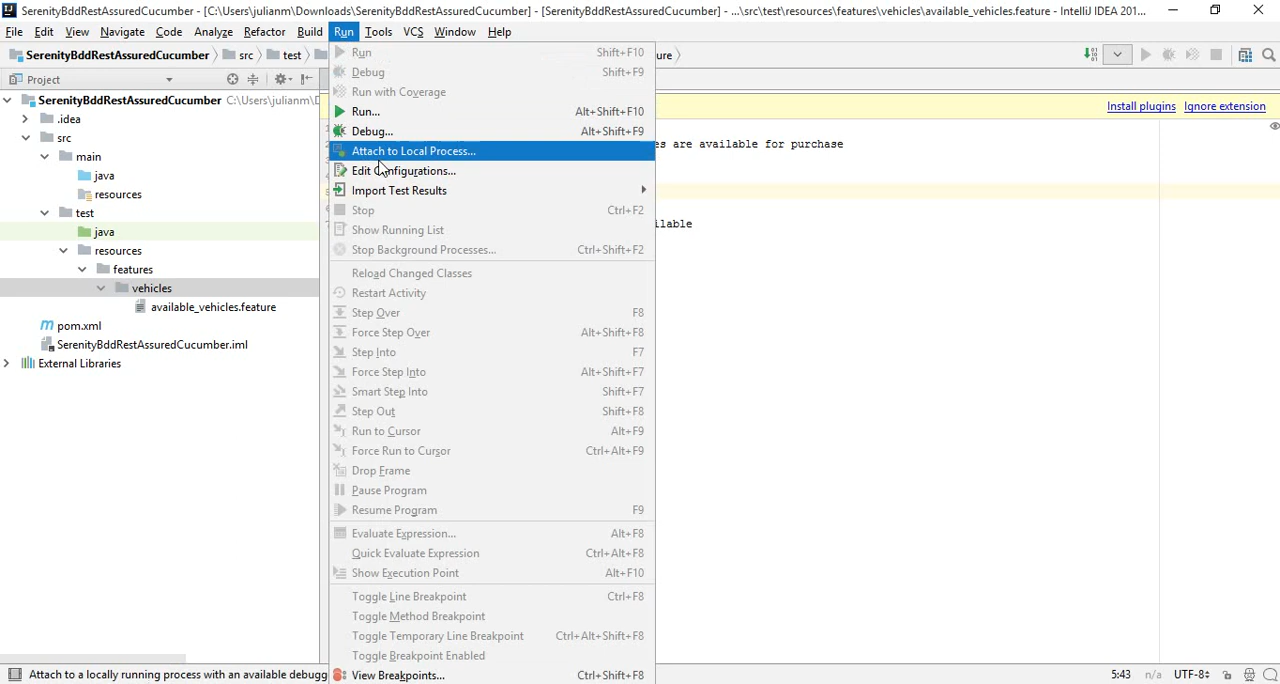 SerenityBddRestAssuredCucumber - [C:\Users\julianm\Downloads\SerenityBddRestAssuredCucumber] - [SerenityBddRestAssuredCucumber] - ...\src\test\resources\features\vehicles\available_vehicles.feature - IntelliJ IDEA 201...
File Edit View Navigate Code Analyze Refactor Build Run Tools VCS Window Help
SerenityBddRestAssuredCucumber src test ure
Project
Install plugins Ignore extension
SerenityBddRestAssuredCucumber C:\Users\julianm\D
.idea
src
main
java
resources
test
java
resources
features
vehicles
available_vehicles.feature
pom.xml
SerenityBddRestAssuredCucumber.iml
External Libraries
Run Shift+F10
Debug Shift+F9
Run with Coverage
Run... Alt+Shift+F10
Debug... Alt+Shift+F9
Attach to Local Process...
Edit Configurations...
Import Test Results
Stop Ctrl+F2
Show Running List
Stop Background Processes... Ctrl+Shift+F2
Reload Changed Classes
Restart Activity
Step Over F8
Force Step Over Alt+Shift+F8
Step Into F7
Force Step Into Alt+Shift+F7
Smart Step Into Shift+F7
Step Out Shift+F8
Run to Cursor Alt+F9
Force Run to Cursor Ctrl+Alt+F9
Drop Frame
Pause Program
Resume Program F9
Evaluate Expression... Alt+F8
Quick Evaluate Expression Ctrl+Alt+F8
Show Execution Point Alt+F10
Toggle Line Breakpoint Ctrl+F8
Toggle Method Breakpoint
Toggle Temporary Line Breakpoint Ctrl+Alt+Shift+F8
Toggle Breakpoint Enabled
View Breakpoints... Ctrl+Shift+F8
es are available for purchase
ilable
Attach to a locally running process with an available debugg
5:43 n/a UTF-8